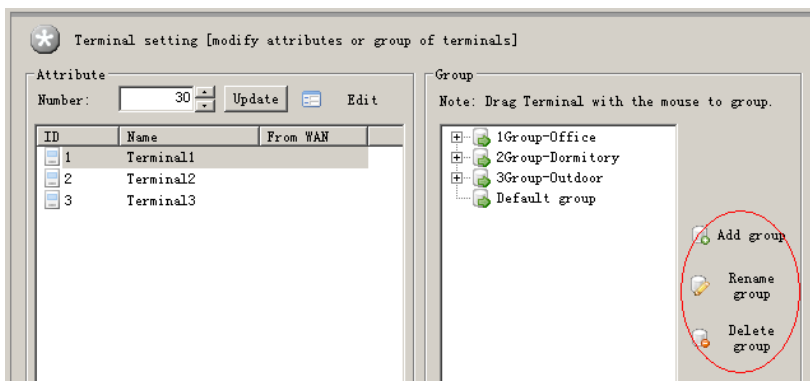 Terminal setting [modify attributes or group of terminals]
Attribute
Number: 30 Update Edit
ID Name From WAN
1 Terminal1
2 Terminal2
3 Terminal3
Group
Note: Drag Terminal with the mouse to group.
1Group-Office
2Group-Dormitory
3Group-Outdoor
Default group
Add group
Rename
group
Delete
group